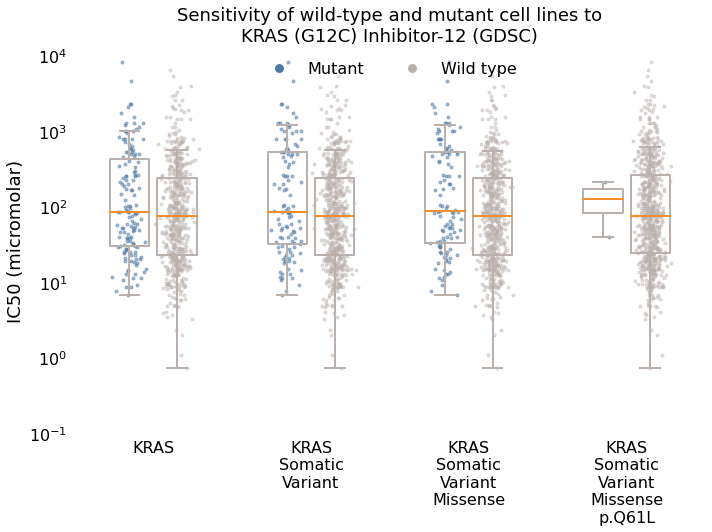 Sensitivity of wild-type and mutant cell lines to
KRAS (G12C) Inhibitor-12 (GDSC)
Mutant
Wild type
IC50 (micromolar)
10⁴
10³
10²
10¹
10⁰
10⁻¹
KRAS
KRAS
Somatic
Variant
KRAS
Somatic
Variant
Missense
KRAS
Somatic
Variant
Missense
p.Q61L